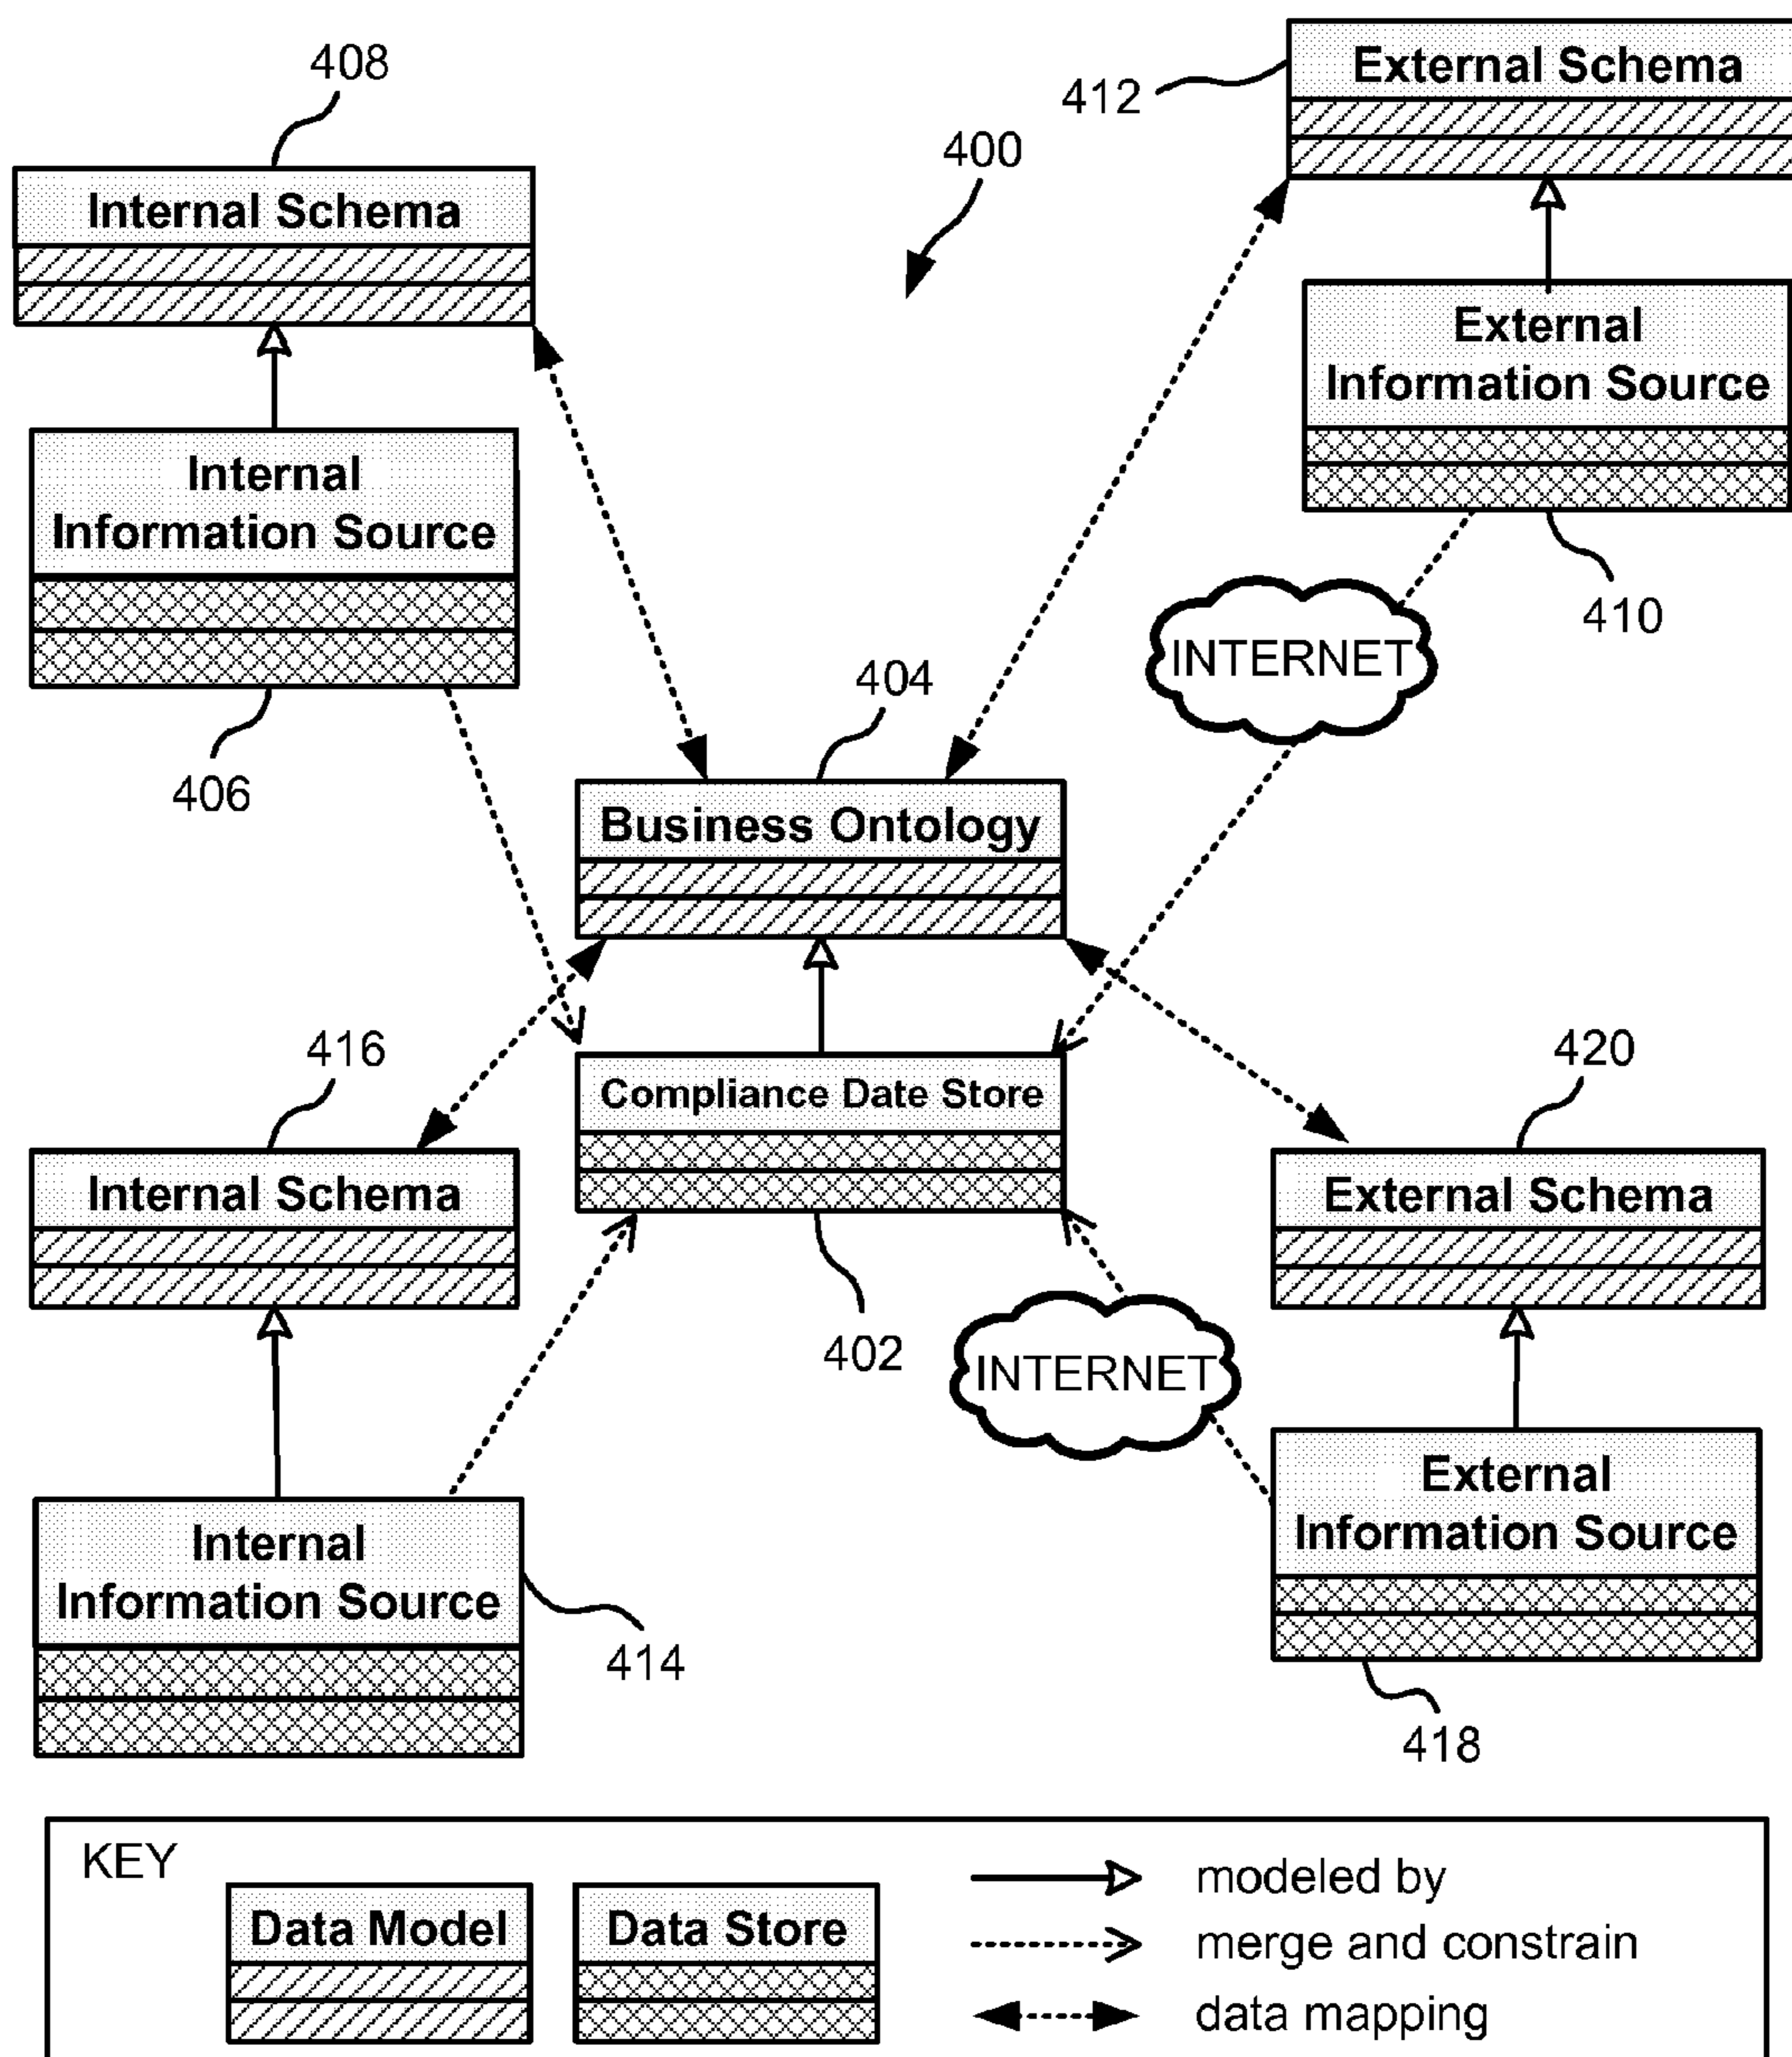 408
412
External Schema
400
Internal Schema
External
Information Source
Internal
Information Source
410
INTERNET
404
406
Business Ontology
416
420
Compliance Date Store
Internal Schema
External Schema
402
INTERNET
External
Information Source
Internal
Information Source
414
418
KEY
Data Model
Data Store
modeled by
merge and constrain
data mapping